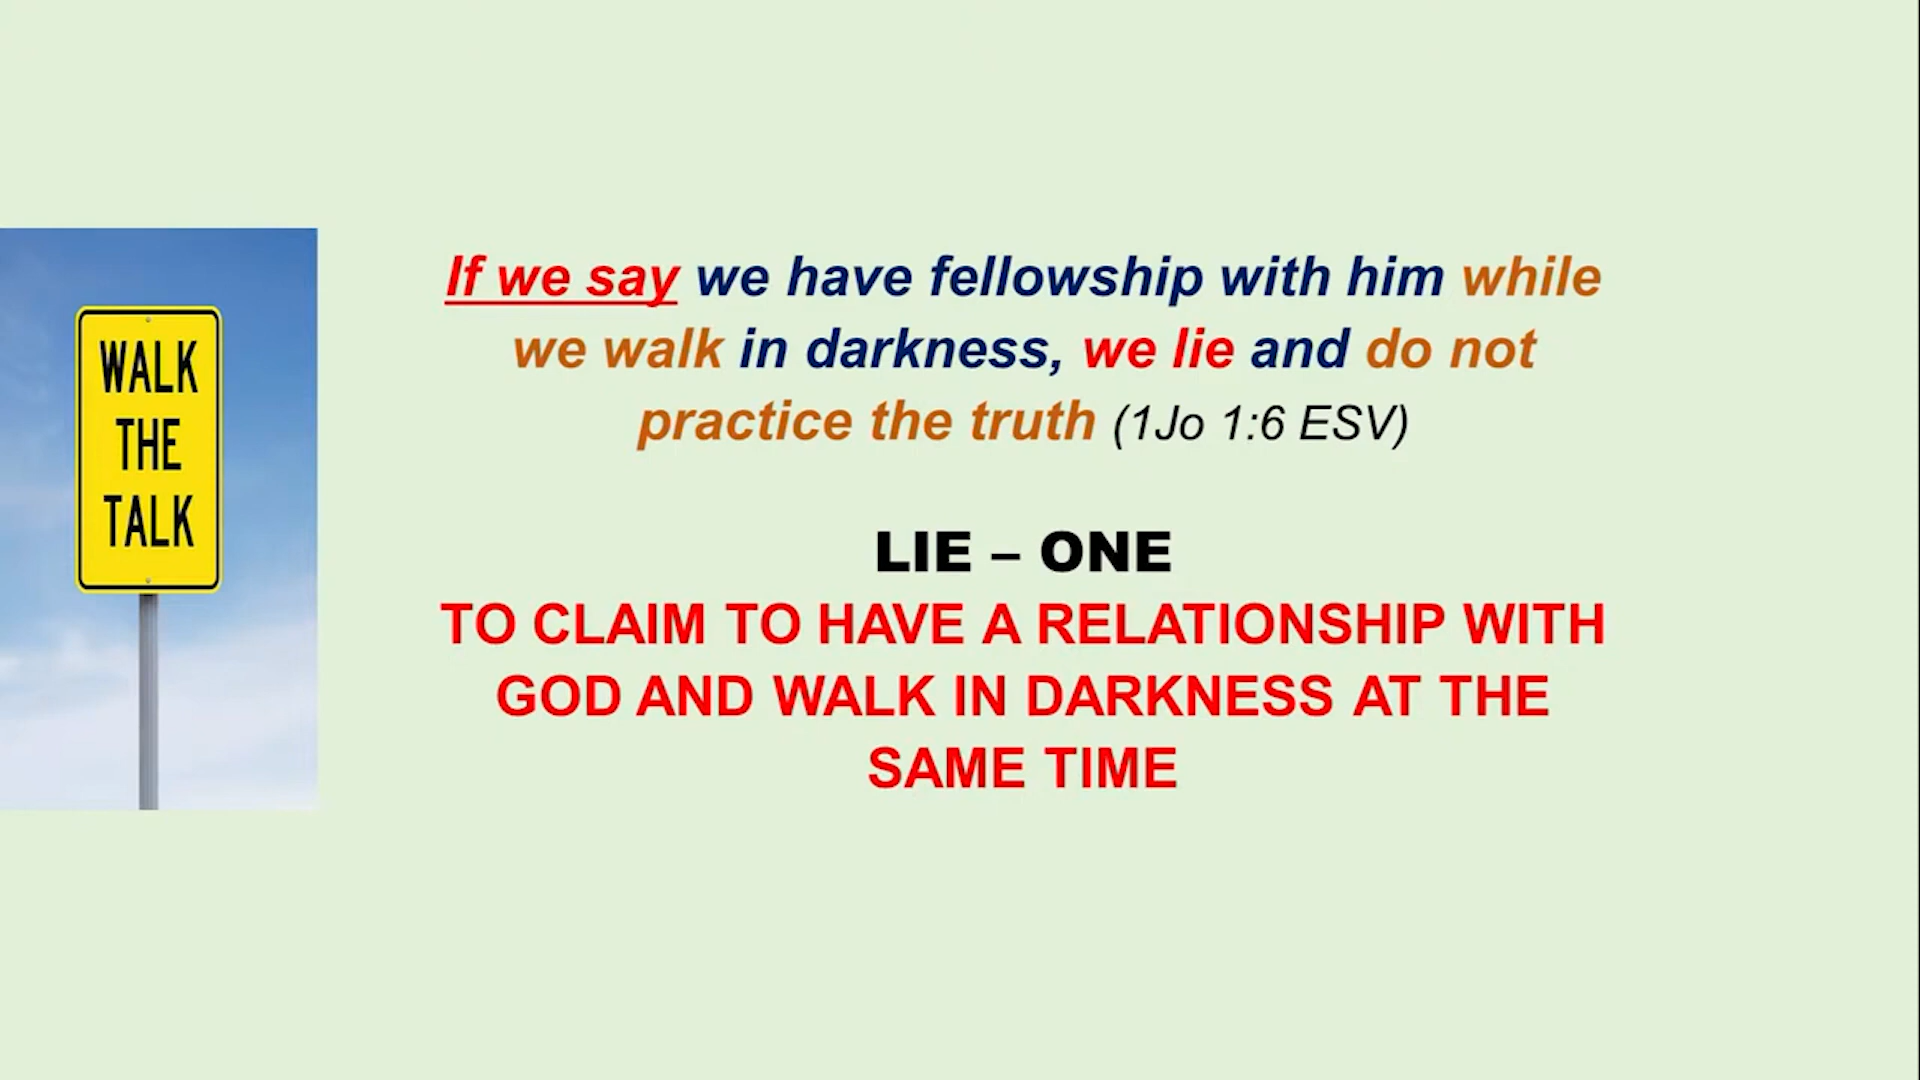 WALK
THE
TALK
If we say we have fellowship with him while
we walk in darkness, we lie and do not
practice the truth (1Jo 1:6 ESV)
LIE – ONE
TO CLAIM TO HAVE A RELATIONSHIP WITH
GOD AND WALK IN DARKNESS AT THE
SAME TIME